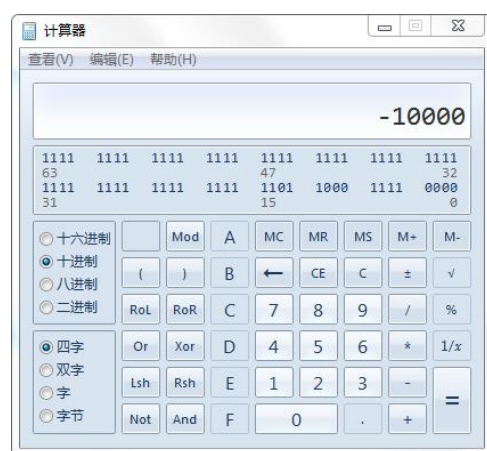 计算器
查看(V) 编辑(E) 帮助(H)
-10000
1111 1111 1111 1111 1111 1111 1111 1111
63 47 32
1111 1111 1111 1111 1101 1000 1111 0000
31 15 0
十六进制
十进制
八进制
二进制
四字
双字
字
字节
Mod A MC MR MS M+ M-
( ) B ← CE C ± √
RoL RoR C 7 8 9 / %
Or Xor D 4 5 6 * 1/x
Lsh Rsh E 1 2 3 - =
Not And F 0 . +